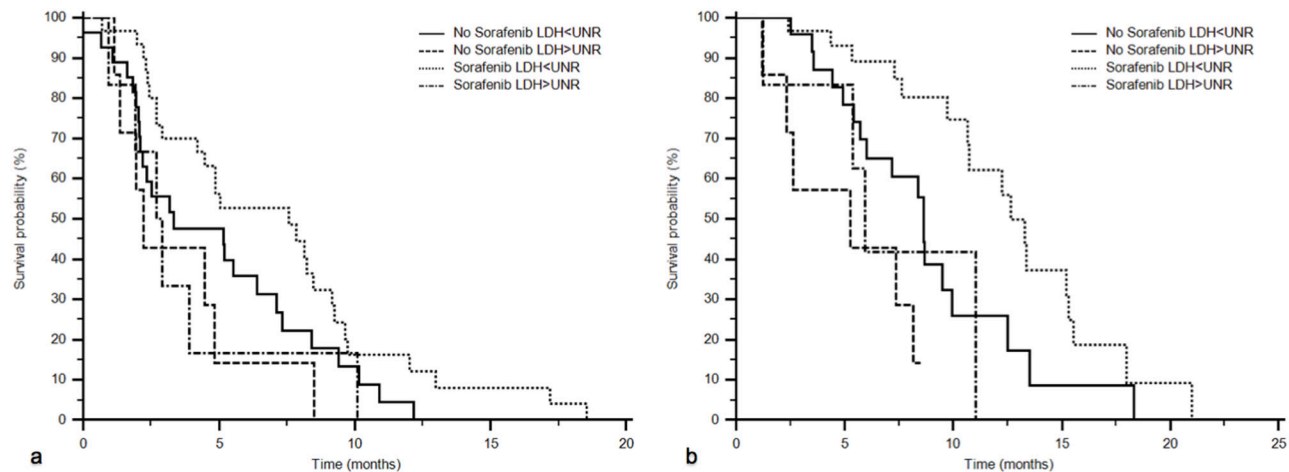 100
90
80
70
60
50
40
30
20
10
0
Survival probability (%)
No Sorafenib LDH<UNR
No Sorafenib LDH>UNR
Sorafenib LDH<UNR
Sorafenib LDH>UNR
0 5 10 15 20
Time (months)
a
100
90
80
70
60
50
40
30
20
10
0
Survival probability (%)
No Sorafenib LDH<UNR
No Sorafenib LDH>UNR
Sorafenib LDH<UNR
Sorafenib LDH>UNR
0 5 10 15 20 25
Time (months)
b